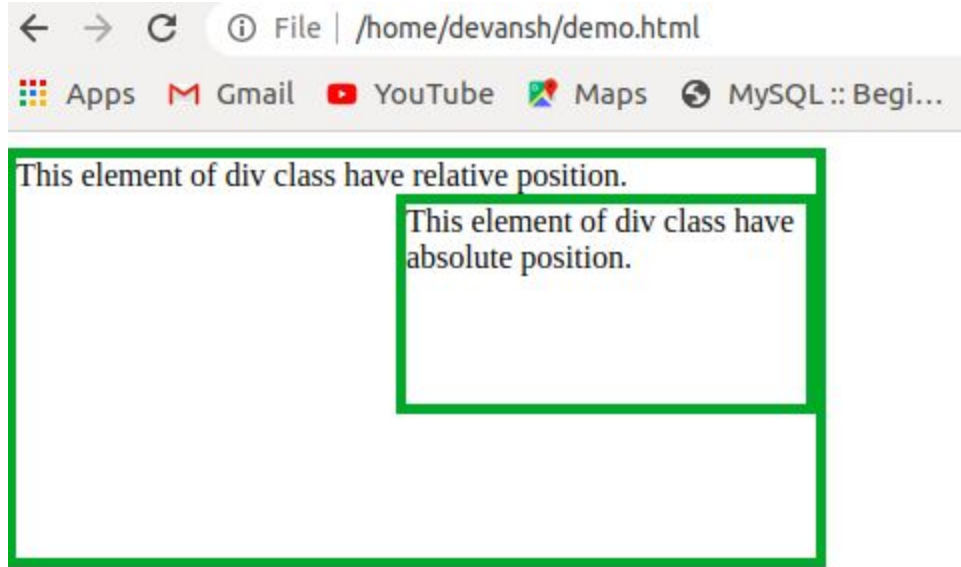 File | /home/devansh/demo.html
Apps Gmail YouTube Maps MySQL :: Begi...
This element of div class have relative position.
This element of div class have
absolute position.